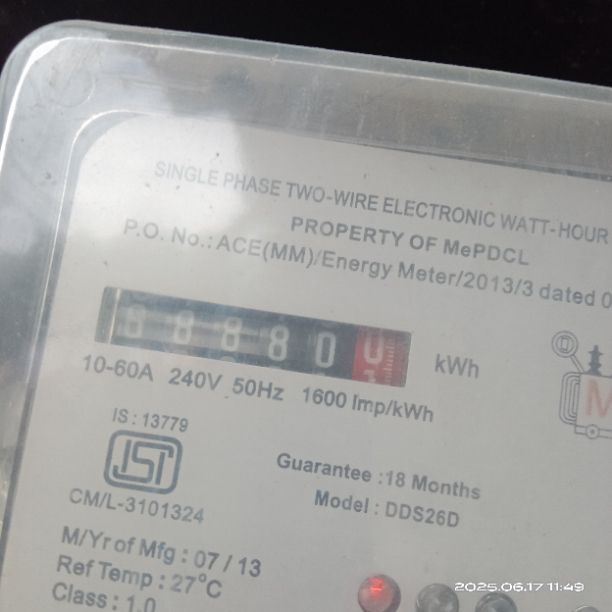 SINGLE PHASE TWO-WIRE ELECTRONIC WATT-HOUR
PROPERTY OF MePDCL
P.O. No.: ACE(MM)/Energy Meter/2013/3 dated 0
kWh
10-60A 240V 50Hz 1600 Imp/kWh
IS : 13779
ISI
CM/L-3101324
Guarantee :18 Months
Model : DDS26D
M/Yr of Mfg : 07 / 13
Ref Temp : 27°C
Class : 1.0
M
2025.06.17 11:49